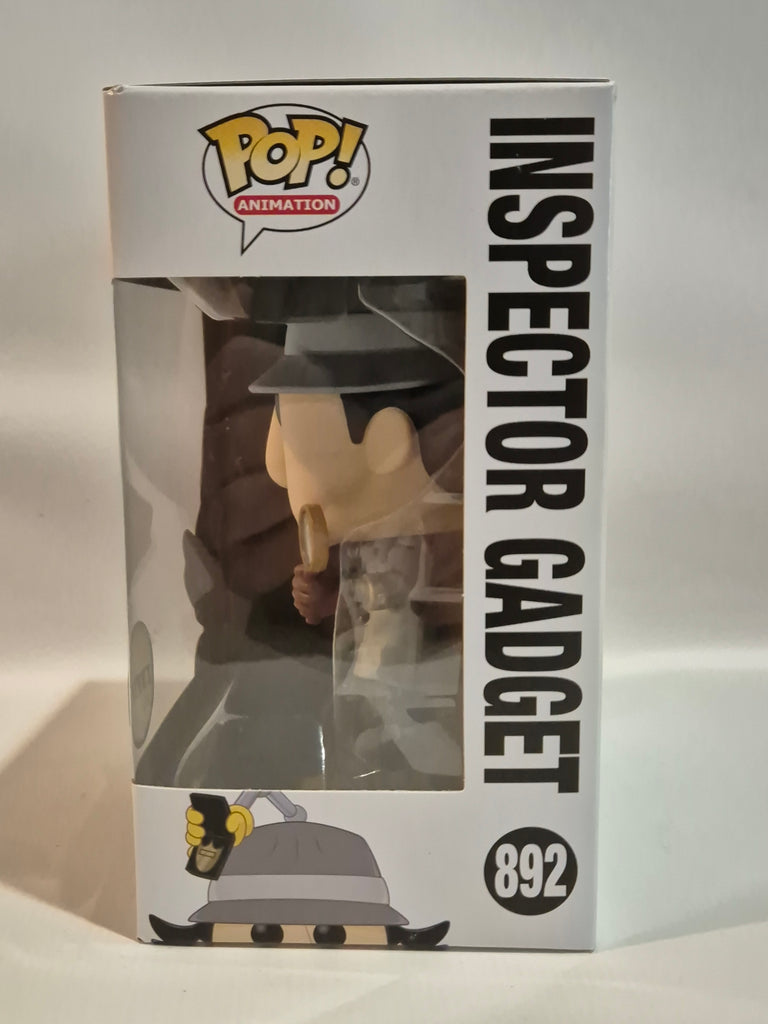 POP!
ANIMATION
INSPECTOR GADGET
892